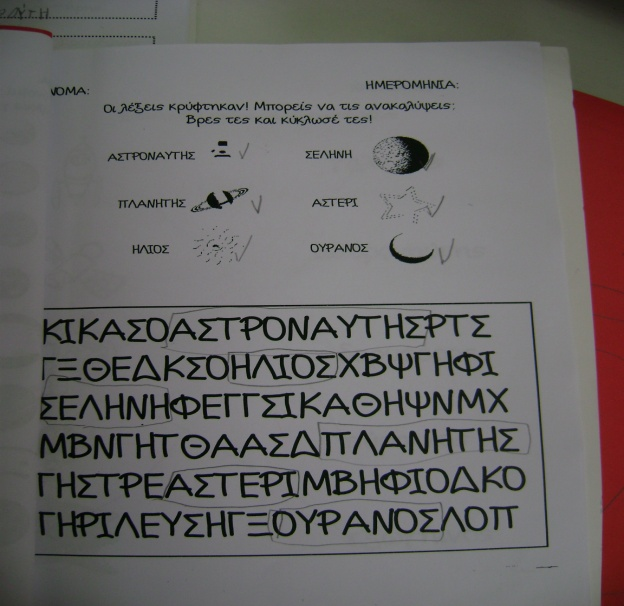 ΝΟΜΑ: ΗΜΕΡΟΜΗΝΙΑ:
Οι λέξεις κρύφτηκαν! Μπορείς να τις ανακαλύψεις:
Βρες τες και κύκλωσέ τες!
ΑΣΤΡΟΝΑΥΤΗΣ ΣΕΛΗΝΗ
ΠΛΑΝΗΤΗΣ ΑΣΤΕΡΙ
ΗΛΙΟΣ ΟΥΡΑΝΟΣ
ΚΙΚΑΣΟΑΣΤΡΟΝΑΥΤΗΣΡΤΣ
ΓΞΘΕΔΚΣΟΗΛΙΟΣΧΒΨΓΗΦΙ
ΣΕΛΗΝΗΦΕΓΓΣΙΚΑΘΗΨΝΜΧ
ΜΒΝΓΗΤΘΑΑΣΔΠΛΑΝΗΤΗΣ
ΓΗΣΤΡΕΑΣΤΕΡΙΜΒΗΦΙΟΔΚΟ
ΓΗΡΙΛΕΥΣΗΓΞΟΥΡΑΝΟΣΛΟΠ